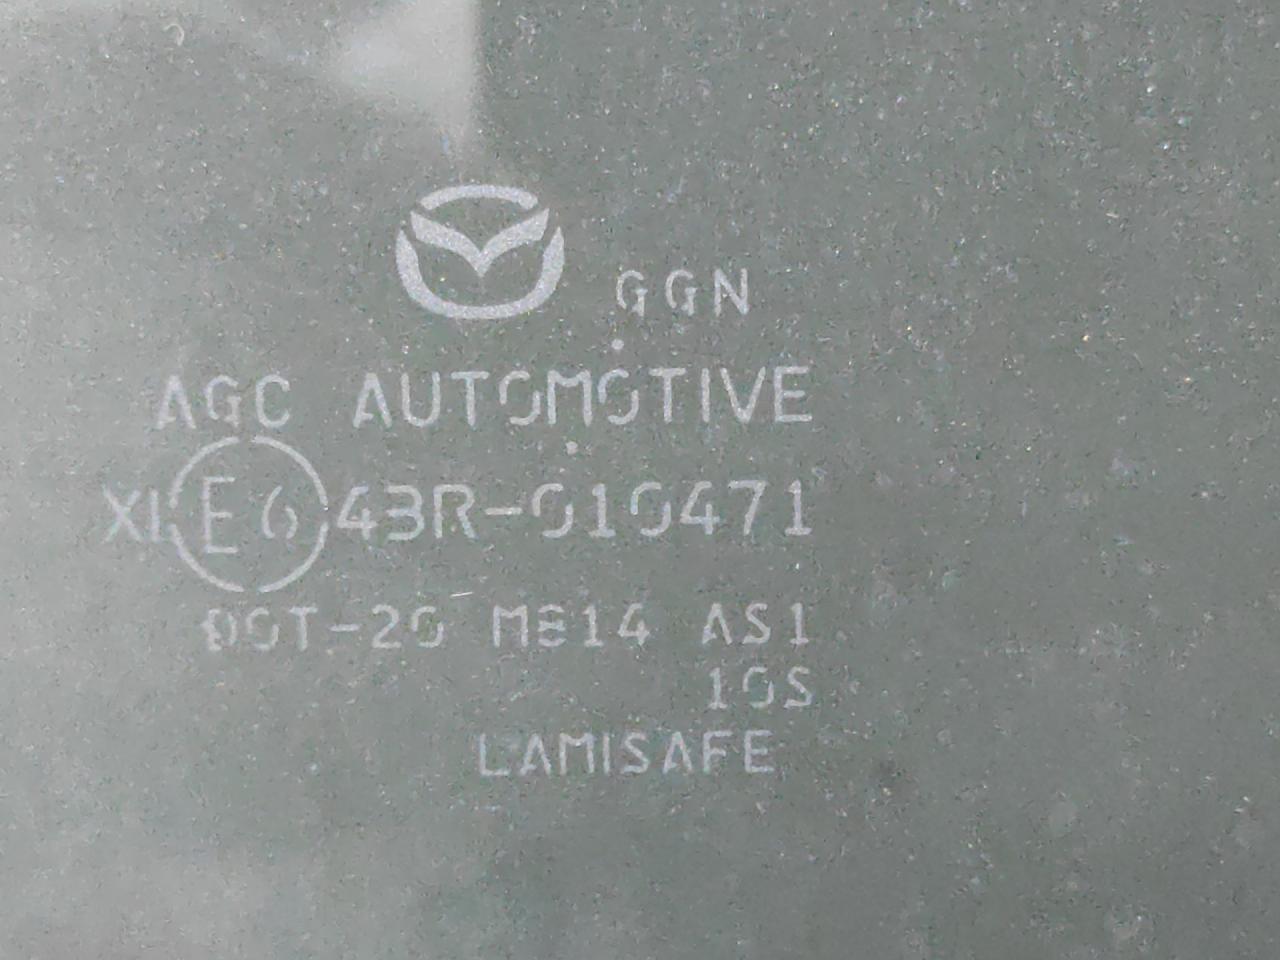 GGN
AGC AUTOMOTIVE
XI E6 43R-010471
DOT-20 M814 AS1
10S
LAMISAFE